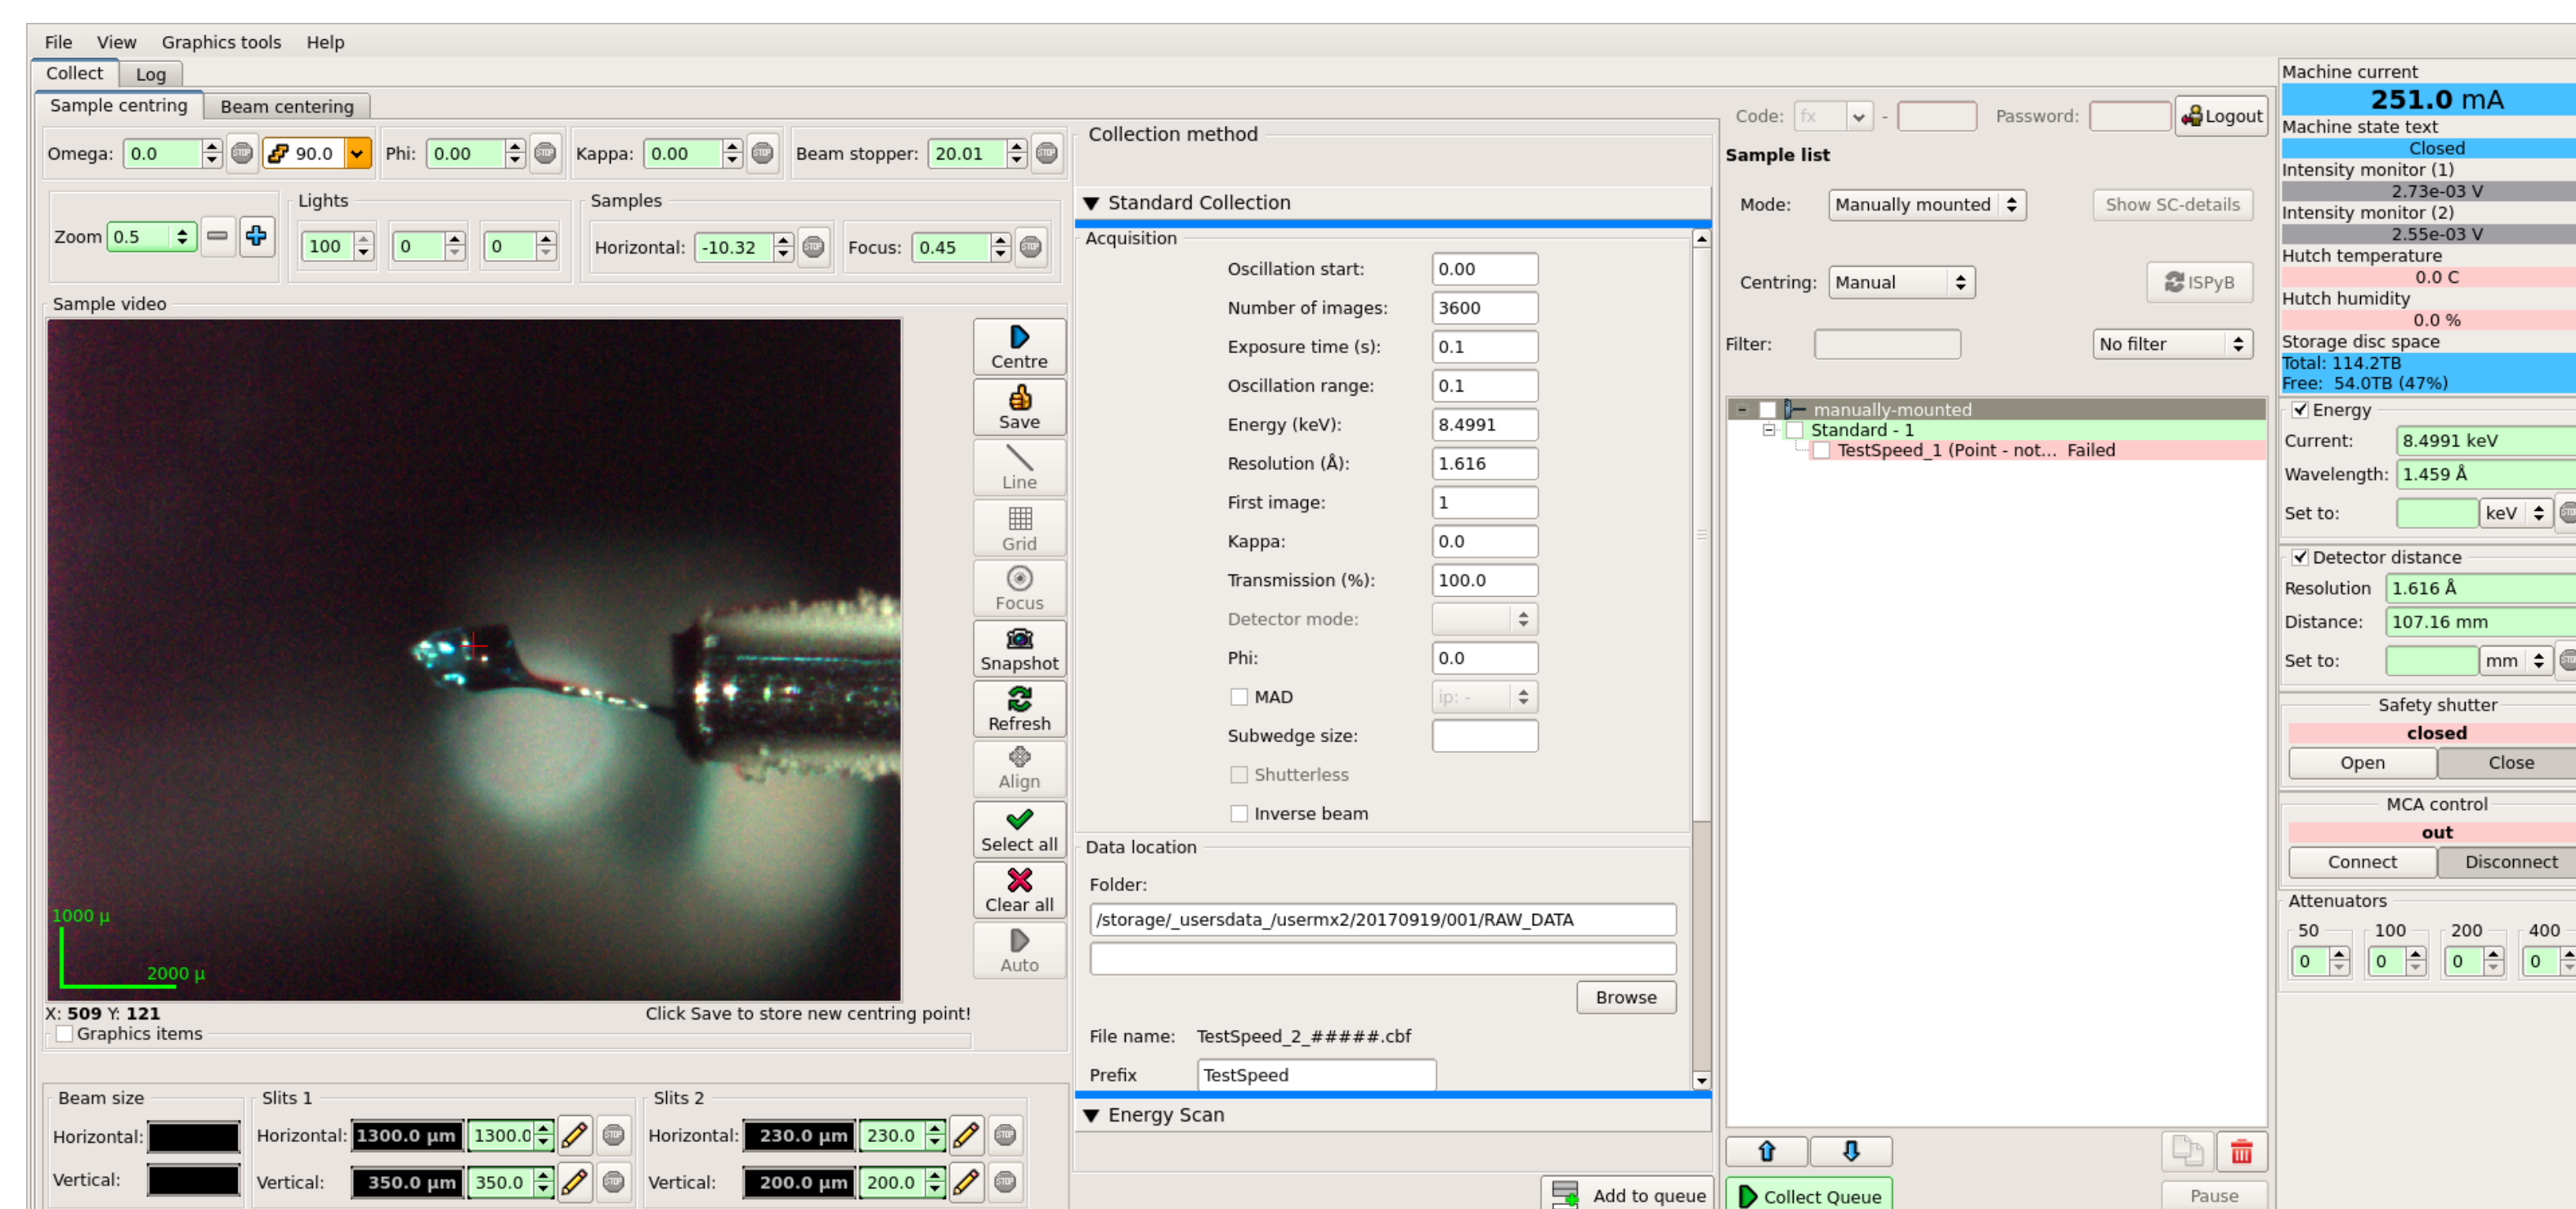 File View Graphics tools Help
Collect Log
Sample centring Beam centering
Omega: 0.0 STOP 90.0 Phi: 0.00 STOP Kappa: 0.00 STOP Beam stopper: 20.01 STOP
Zoom 0.5
Lights
100 0 0
Samples
Horizontal: -10.32 STOP Focus: 0.45 STOP
Sample video
1000 µ
2000 µ
Centre
Save
Line
Grid
Focus
Snapshot
Refresh
Align
Select all
Clear all
Auto
X: 509 Y: 121 Click Save to store new centring point!
Graphics items
Beam size
Horizontal:
Vertical:
Slits 1
Horizontal: 1300.0 µm 1300.0 STOP
Vertical: 350.0 µm 350.0 STOP
Slits 2
Horizontal: 230.0 µm 230.0 STOP
Vertical: 200.0 µm 200.0 STOP
Collection method
Standard Collection
Acquisition
Oscillation start: 0.00
Number of images: 3600
Exposure time (s): 0.1
Oscillation range: 0.1
Energy (keV): 8.4991
Resolution (Å): 1.616
First image: 1
Kappa: 0.0
Transmission (%): 100.0
Detector mode:
Phi: 0.0
MAD ip: -
Subwedge size:
Shutterless
Inverse beam
Data location
Folder:
/storage/_usersdata_/usermx2/20170919/001/RAW_DATA
Browse
File name: TestSpeed_2_#####.cbf
Prefix TestSpeed
Energy Scan
Add to queue
Code: fx - Password: Logout
Sample list
Mode: Manually mounted Show SC-details
Centring: Manual ISPyB
Filter: No filter
manually-mounted
Standard - 1
TestSpeed_1 (Point - not... Failed
Collect Queue Pause
Machine current
251.0 mA
Machine state text
Closed
Intensity monitor (1)
2.73e-03 V
Intensity monitor (2)
2.55e-03 V
Hutch temperature
0.0 C
Hutch humidity
0.0 %
Storage disc space
Total: 114.2TB
Free: 54.0TB (47%)
Energy
Current: 8.4991 keV
Wavelength: 1.459 Å
Set to: keV
Detector distance
Resolution 1.616 Å
Distance: 107.16 mm
Set to: mm
Safety shutter
closed
Open Close
MCA control
out
Connect Disconnect
Attenuators
50 100 200 400
0 0 0 0